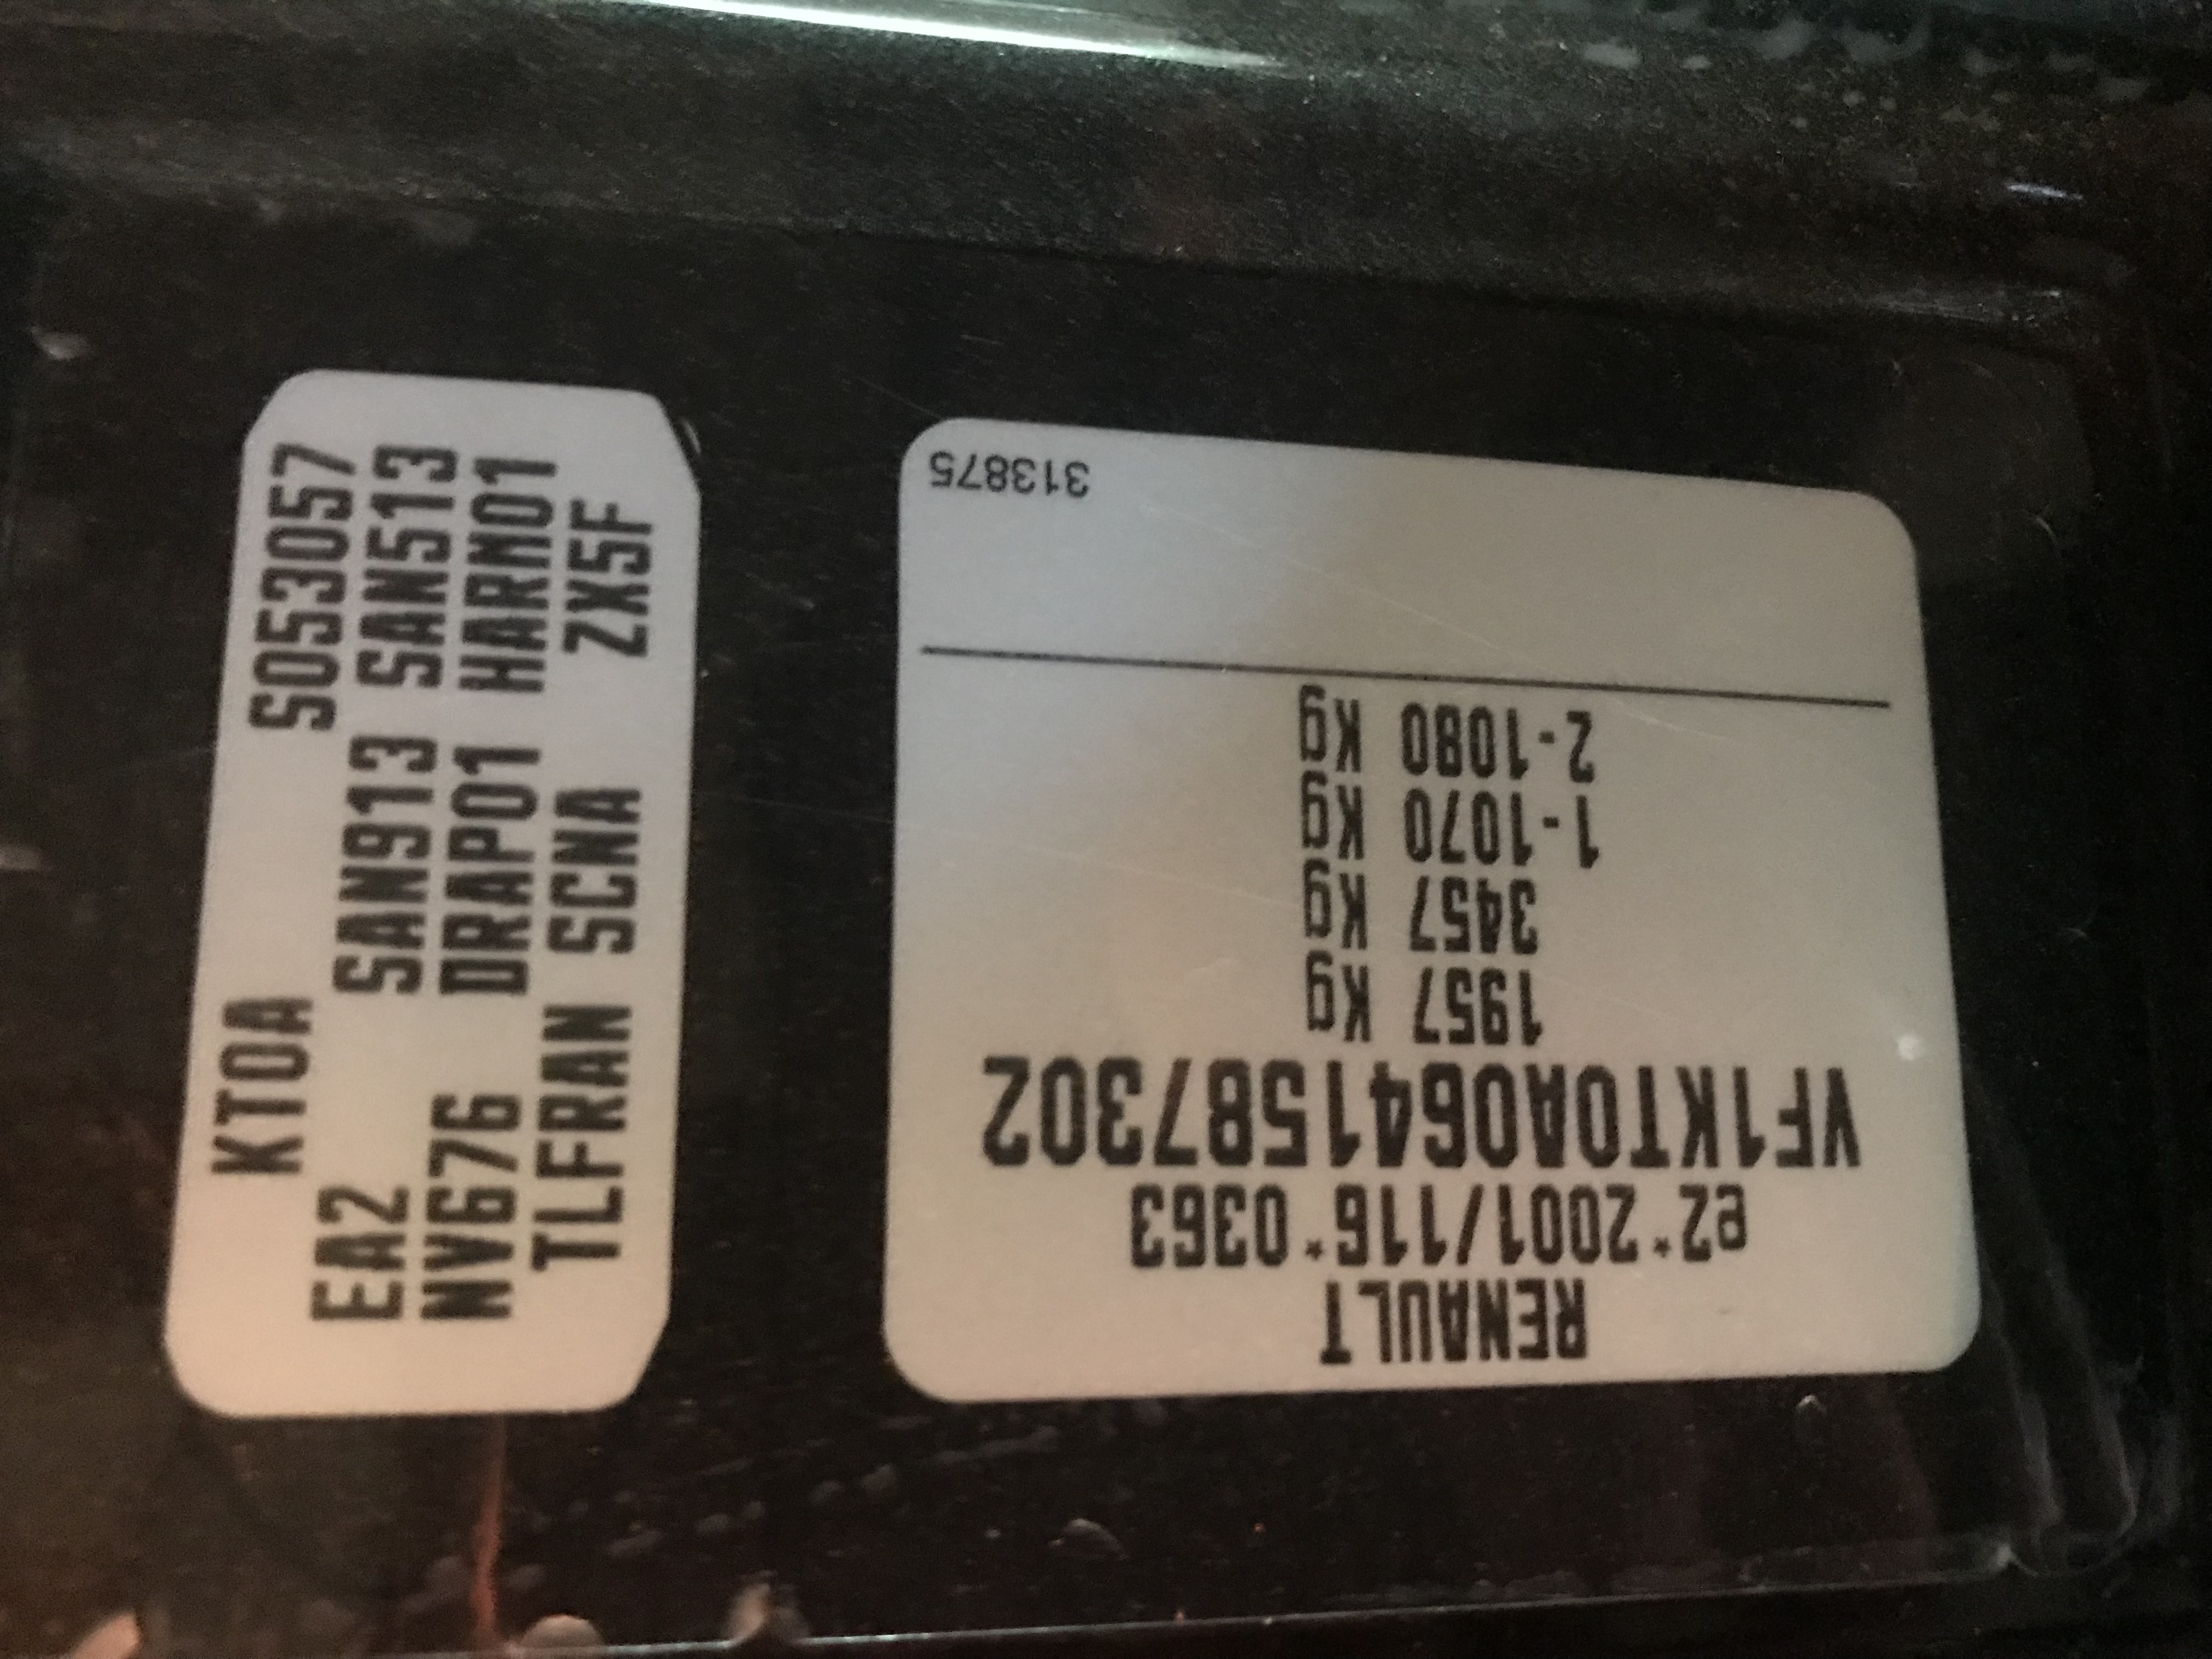 KT0A S053057
EA2 SAN913 SAN513
NV676 DRAP01 HARM01
TLFRAN SCNA ZX5F
RENAULT
e2*2001/116*0363
VF1KT0A0641587302
1957 Kg
3457 Kg
1-1070 Kg
2-1080 Kg
313875